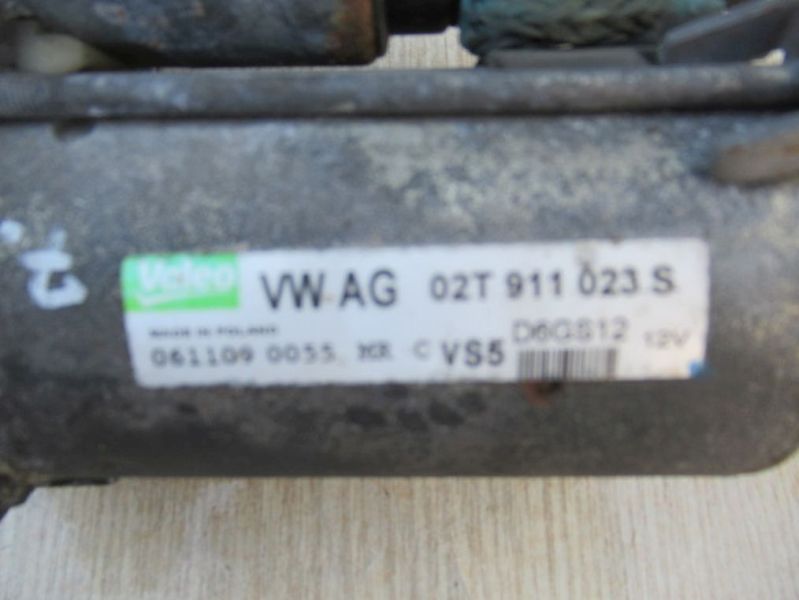 Valeo VW AG 02T 911 023 S
MADE IN POLAND D6GS12 12V
061109 0055 MR C VS5